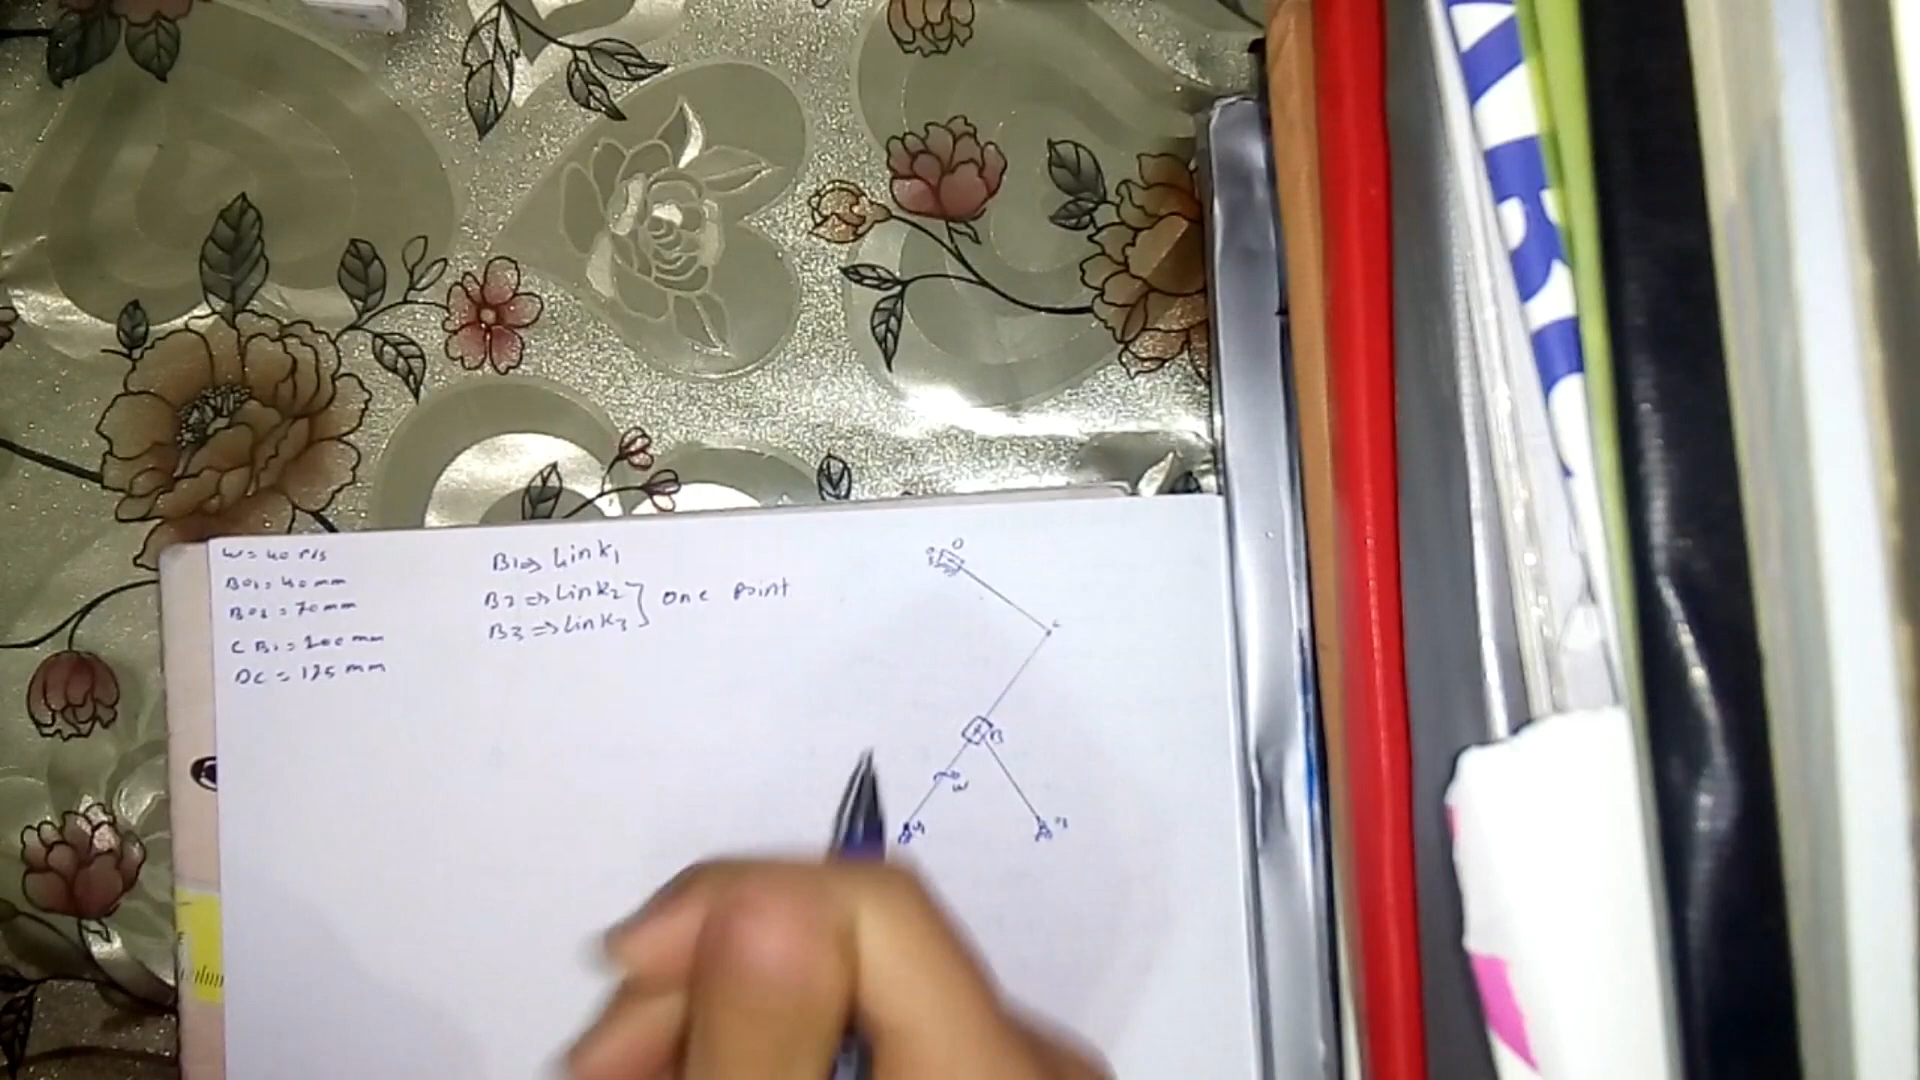 W = 40 r/s
BO1 = 40 mm
BO2 = 70 mm
C B1 = 100 mm
DC = 125 mm
B1 => Link1
B2 => Link2 } one point
B3 => Link3
D
C
B
W